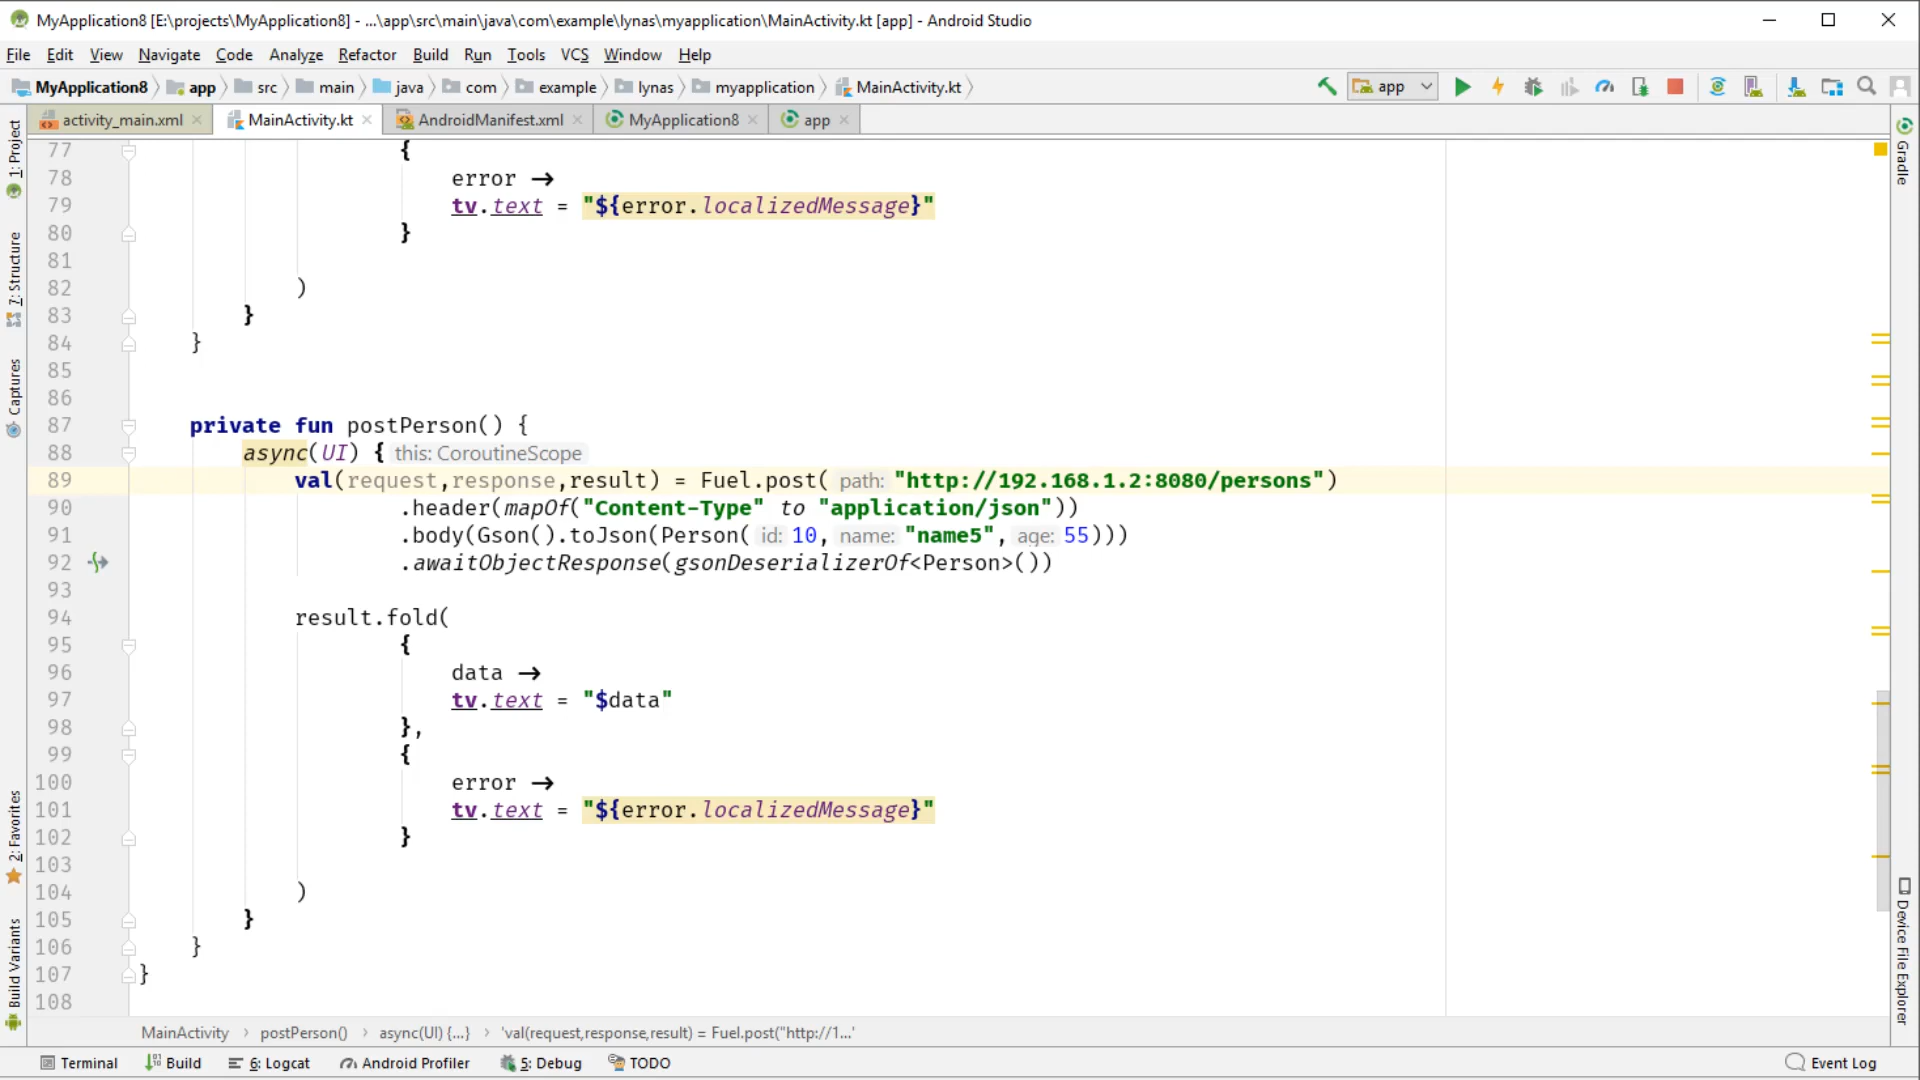 MyApplication8 [E:\projects\MyApplication8] - ...\app\src\main\java\com\example\lynas\myapplication\MainActivity.kt [app] - Android Studio
File Edit View Navigate Code Analyze Refactor Build Run Tools VCS Window Help
MyApplication8 app src main java com example lynas myapplication MainActivity.kt app
activity_main.xml MainActivity.kt AndroidManifest.xml MyApplication8 app
1: Project
7: Structure
Captures
2: Favorites
Build Variants
Gradle
Device File Explorer
77 {
78 error →
79 tv.text = "${error.localizedMessage}"
80 }
81
82 )
83 }
84 }
85
86
87 private fun postPerson() {
88 async(UI) { this: CoroutineScope
89 val(request,response,result) = Fuel.post( path: "http://192.168.1.2:8080/persons")
90 .header(mapOf("Content-Type" to "application/json"))
91 .body(Gson().toJson(Person( id: 10, name: "name5", age: 55)))
92 .awaitObjectResponse(gsonDeserializerOf<Person>())
93
94 result.fold(
95 {
96 data →
97 tv.text = "$data"
98 },
99 {
100 error →
101 tv.text = "${error.localizedMessage}"
102 }
103
104 )
105 }
106 }
107 }
108
MainActivity › postPerson() › async(UI) {...} › 'val(request,response,result) = Fuel.post("http://1...'
Terminal Build 6: Logcat Android Profiler 5: Debug TODO Event Log